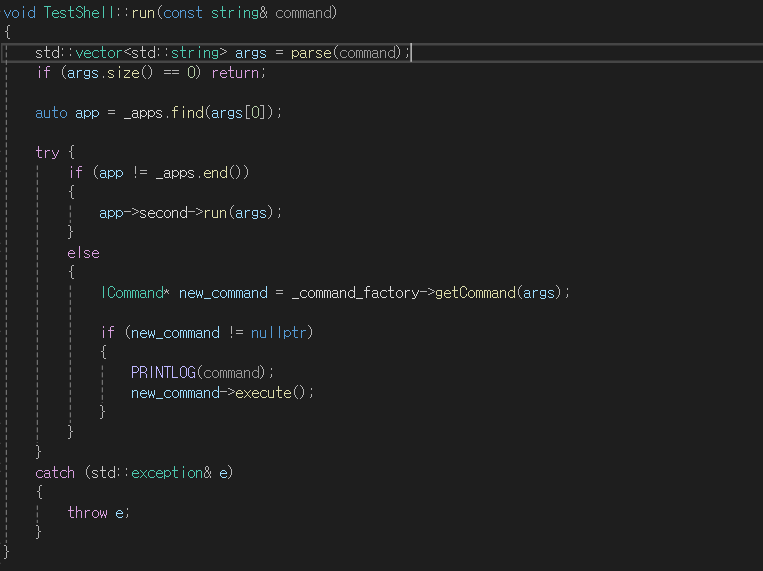 void TestShell::run(const string& command)
{
    std::vector<std::string> args = parse(command);
    if (args.size() == 0) return;

    auto app = _apps.find(args[0]);

    try {
        if (app != _apps.end())
        {
            app->second->run(args);
        }
        else
        {
            ICommand* new_command = _command_factory->getCommand(args);

            if (new_command != nullptr)
            {
                PRINTLOG(command);
                new_command->execute();
            }
        }
    }
    catch (std::exception& e)
    {
        throw e;
    }
}